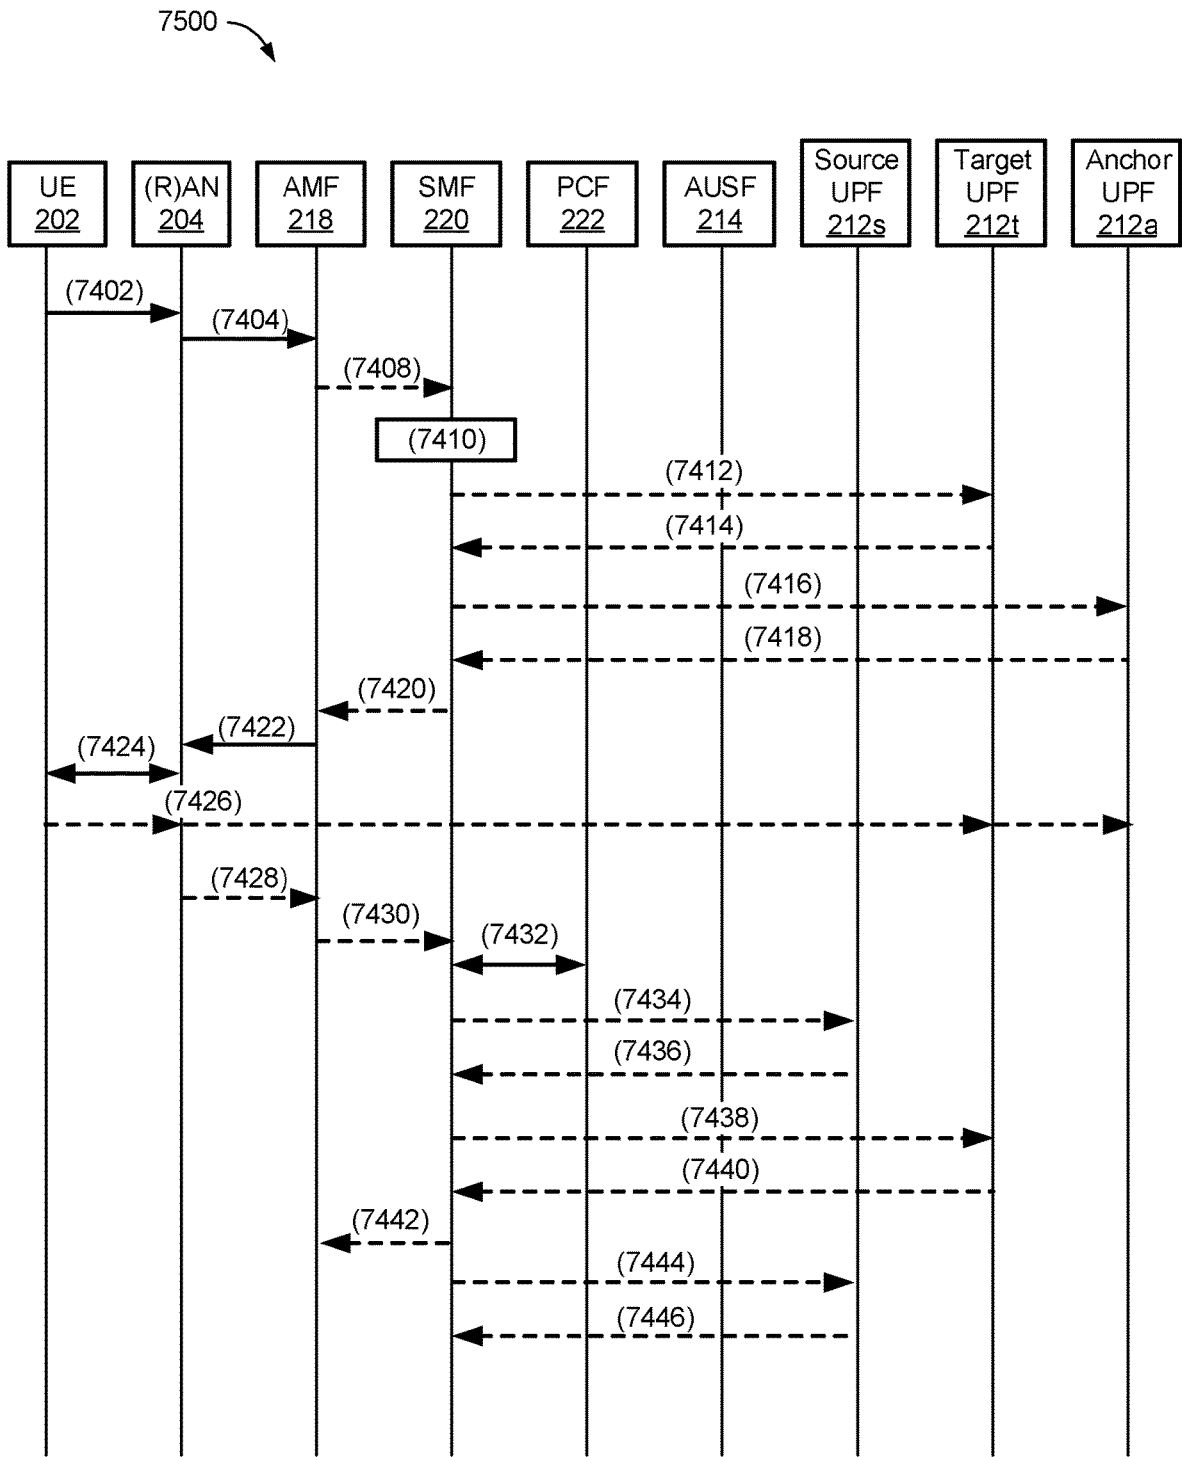 7500
UE
202
(R)AN
204
AMF
218
SMF
220
PCF
222
AUSF
214
Source
UPF
212s
Target
UPF
212t
Anchor
UPF
212a
(7402)
(7404)
(7408)
(7410)
(7412)
(7414)
(7416)
(7418)
(7420)
(7422)
(7424)
(7426)
(7428)
(7430)
(7432)
(7434)
(7436)
(7438)
(7440)
(7442)
(7444)
(7446)